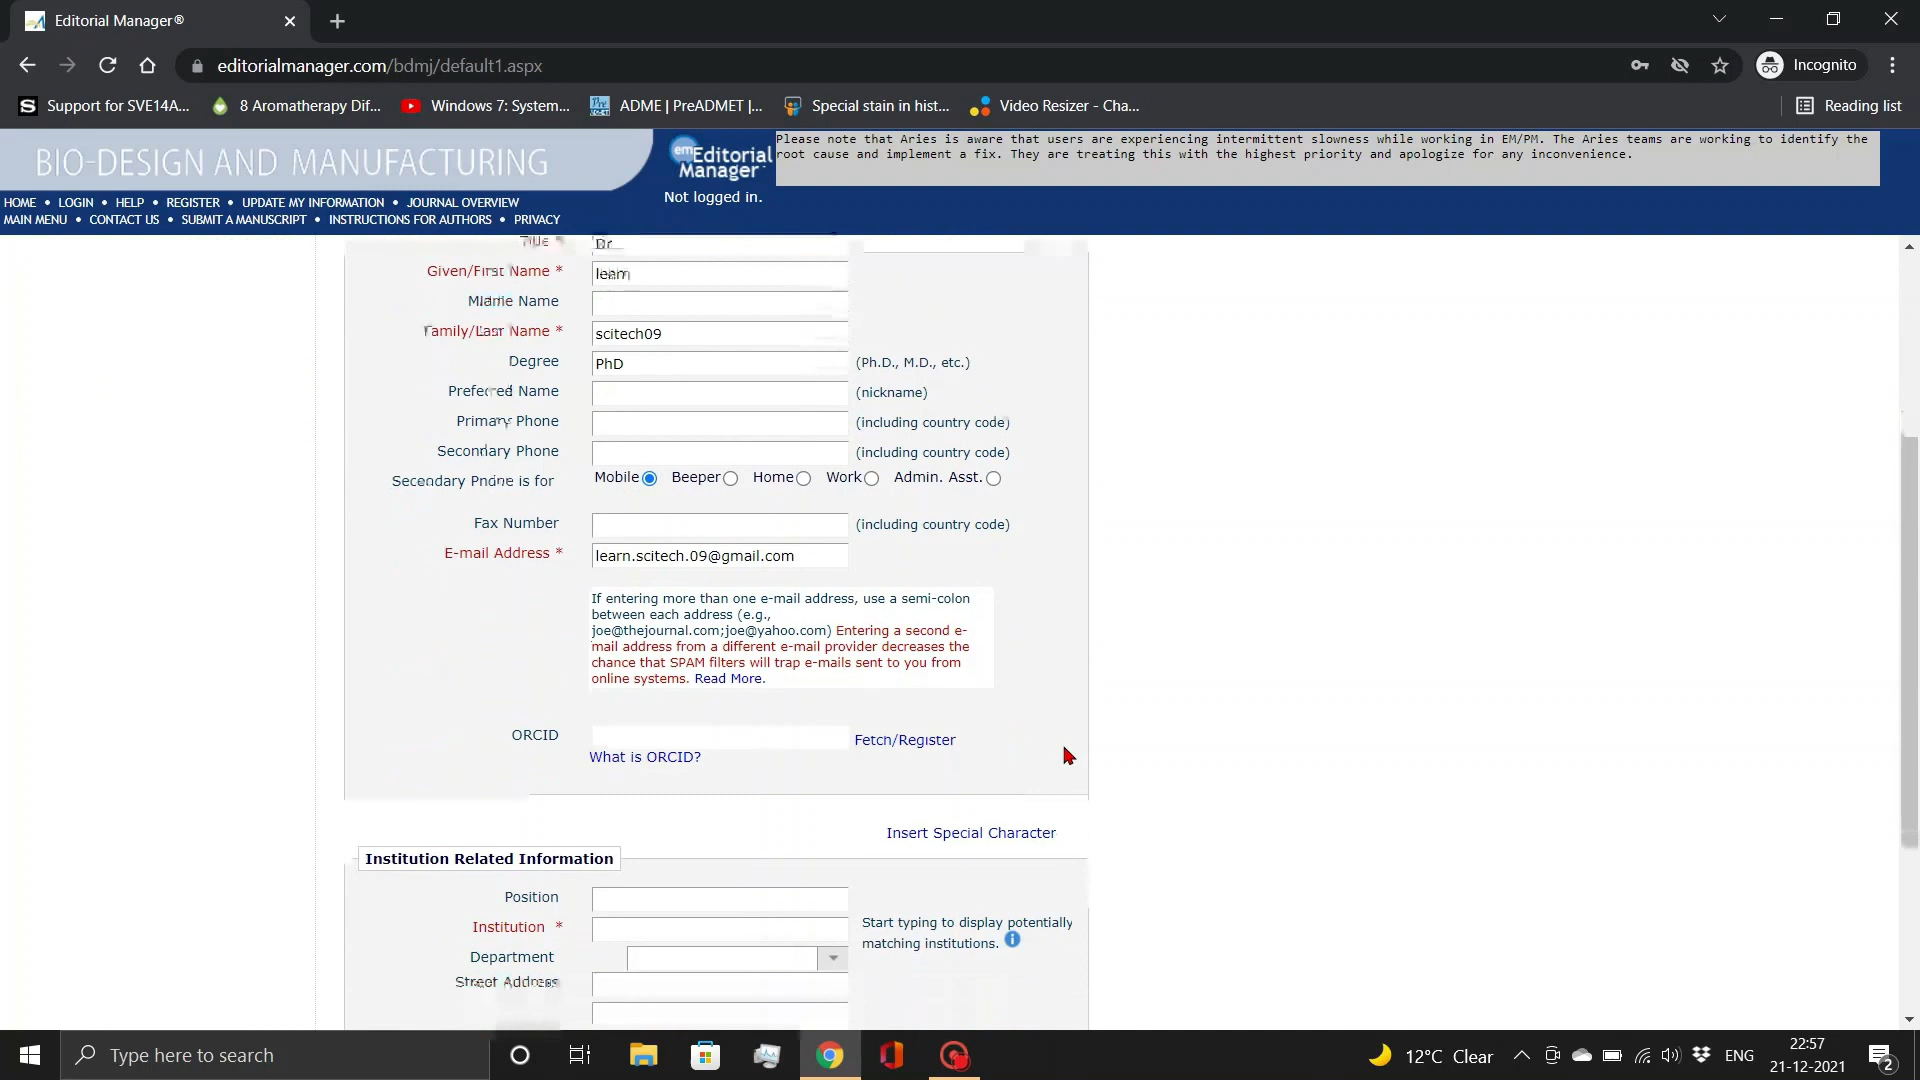 Editorial Manager®
editorialmanager.com/bdmj/default1.aspx
Incognito
Support for SVE14A...
8 Aromatherapy Dif...
Windows 7: System...
ADME | PreADMET |...
Special stain in hist...
Video Resizer - Cha...
Reading list
BIO-DESIGN AND MANUFACTURING
em Editorial
Manager
Not logged in.
Please note that Aries is aware that users are experiencing intermittent slowness while working in EM/PM. The Aries teams are working to identify the
root cause and implement a fix. They are treating this with the highest priority and apologize for any inconvenience.
HOME • LOGIN • HELP • REGISTER • UPDATE MY INFORMATION • JOURNAL OVERVIEW
MAIN MENU • CONTACT US • SUBMIT A MANUSCRIPT • INSTRUCTIONS FOR AUTHORS • PRIVACY
Title * Dr
Given/First Name * learn
Middle Name
Family/Last Name * scitech09
Degree PhD (Ph.D., M.D., etc.)
Preferred Name (nickname)
Primary Phone (including country code)
Secondary Phone (including country code)
Secondary Phone is for Mobile Beeper Home Work Admin. Asst.
Fax Number (including country code)
E-mail Address * learn.scitech.09@gmail.com
If entering more than one e-mail address, use a semi-colon
between each address (e.g.,
joe@thejournal.com;joe@yahoo.com) Entering a second e-
mail address from a different e-mail provider decreases the
chance that SPAM filters will trap e-mails sent to you from
online systems. Read More.
ORCID Fetch/Register
What is ORCID?
Insert Special Character
Institution Related Information
Position
Institution * Start typing to display potentially
matching institutions.
Department
Street Address
Type here to search
12°C Clear
ENG
22:57
21-12-2021
2